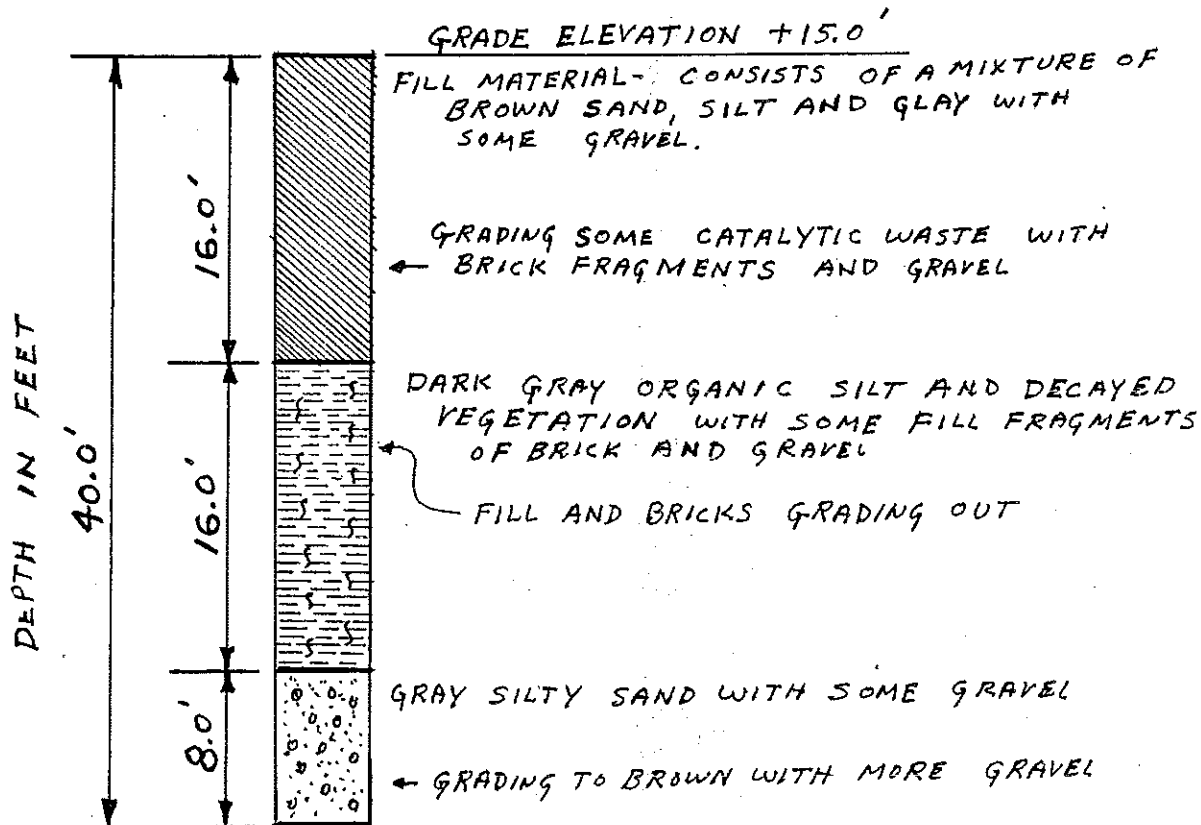 GRADE ELEVATION +15.0'
FILL MATERIAL- CONSISTS OF A MIXTURE OF
BROWN SAND, SILT AND GLAY WITH
SOME GRAVEL.
GRADING SOME CATALYTIC WASTE WITH
BRICK FRAGMENTS AND GRAVEL
DARK GRAY ORGANIC SILT AND DECAYED
VEGETATION WITH SOME FILL FRAGMENTS
OF BRICK AND GRAVEL
FILL AND BRICKS GRADING OUT
GRAY SILTY SAND WITH SOME GRAVEL
GRADING TO BROWN WITH MORE GRAVEL
DEPTH IN FEET
40.0'
16.0'
16.0'
8.0'